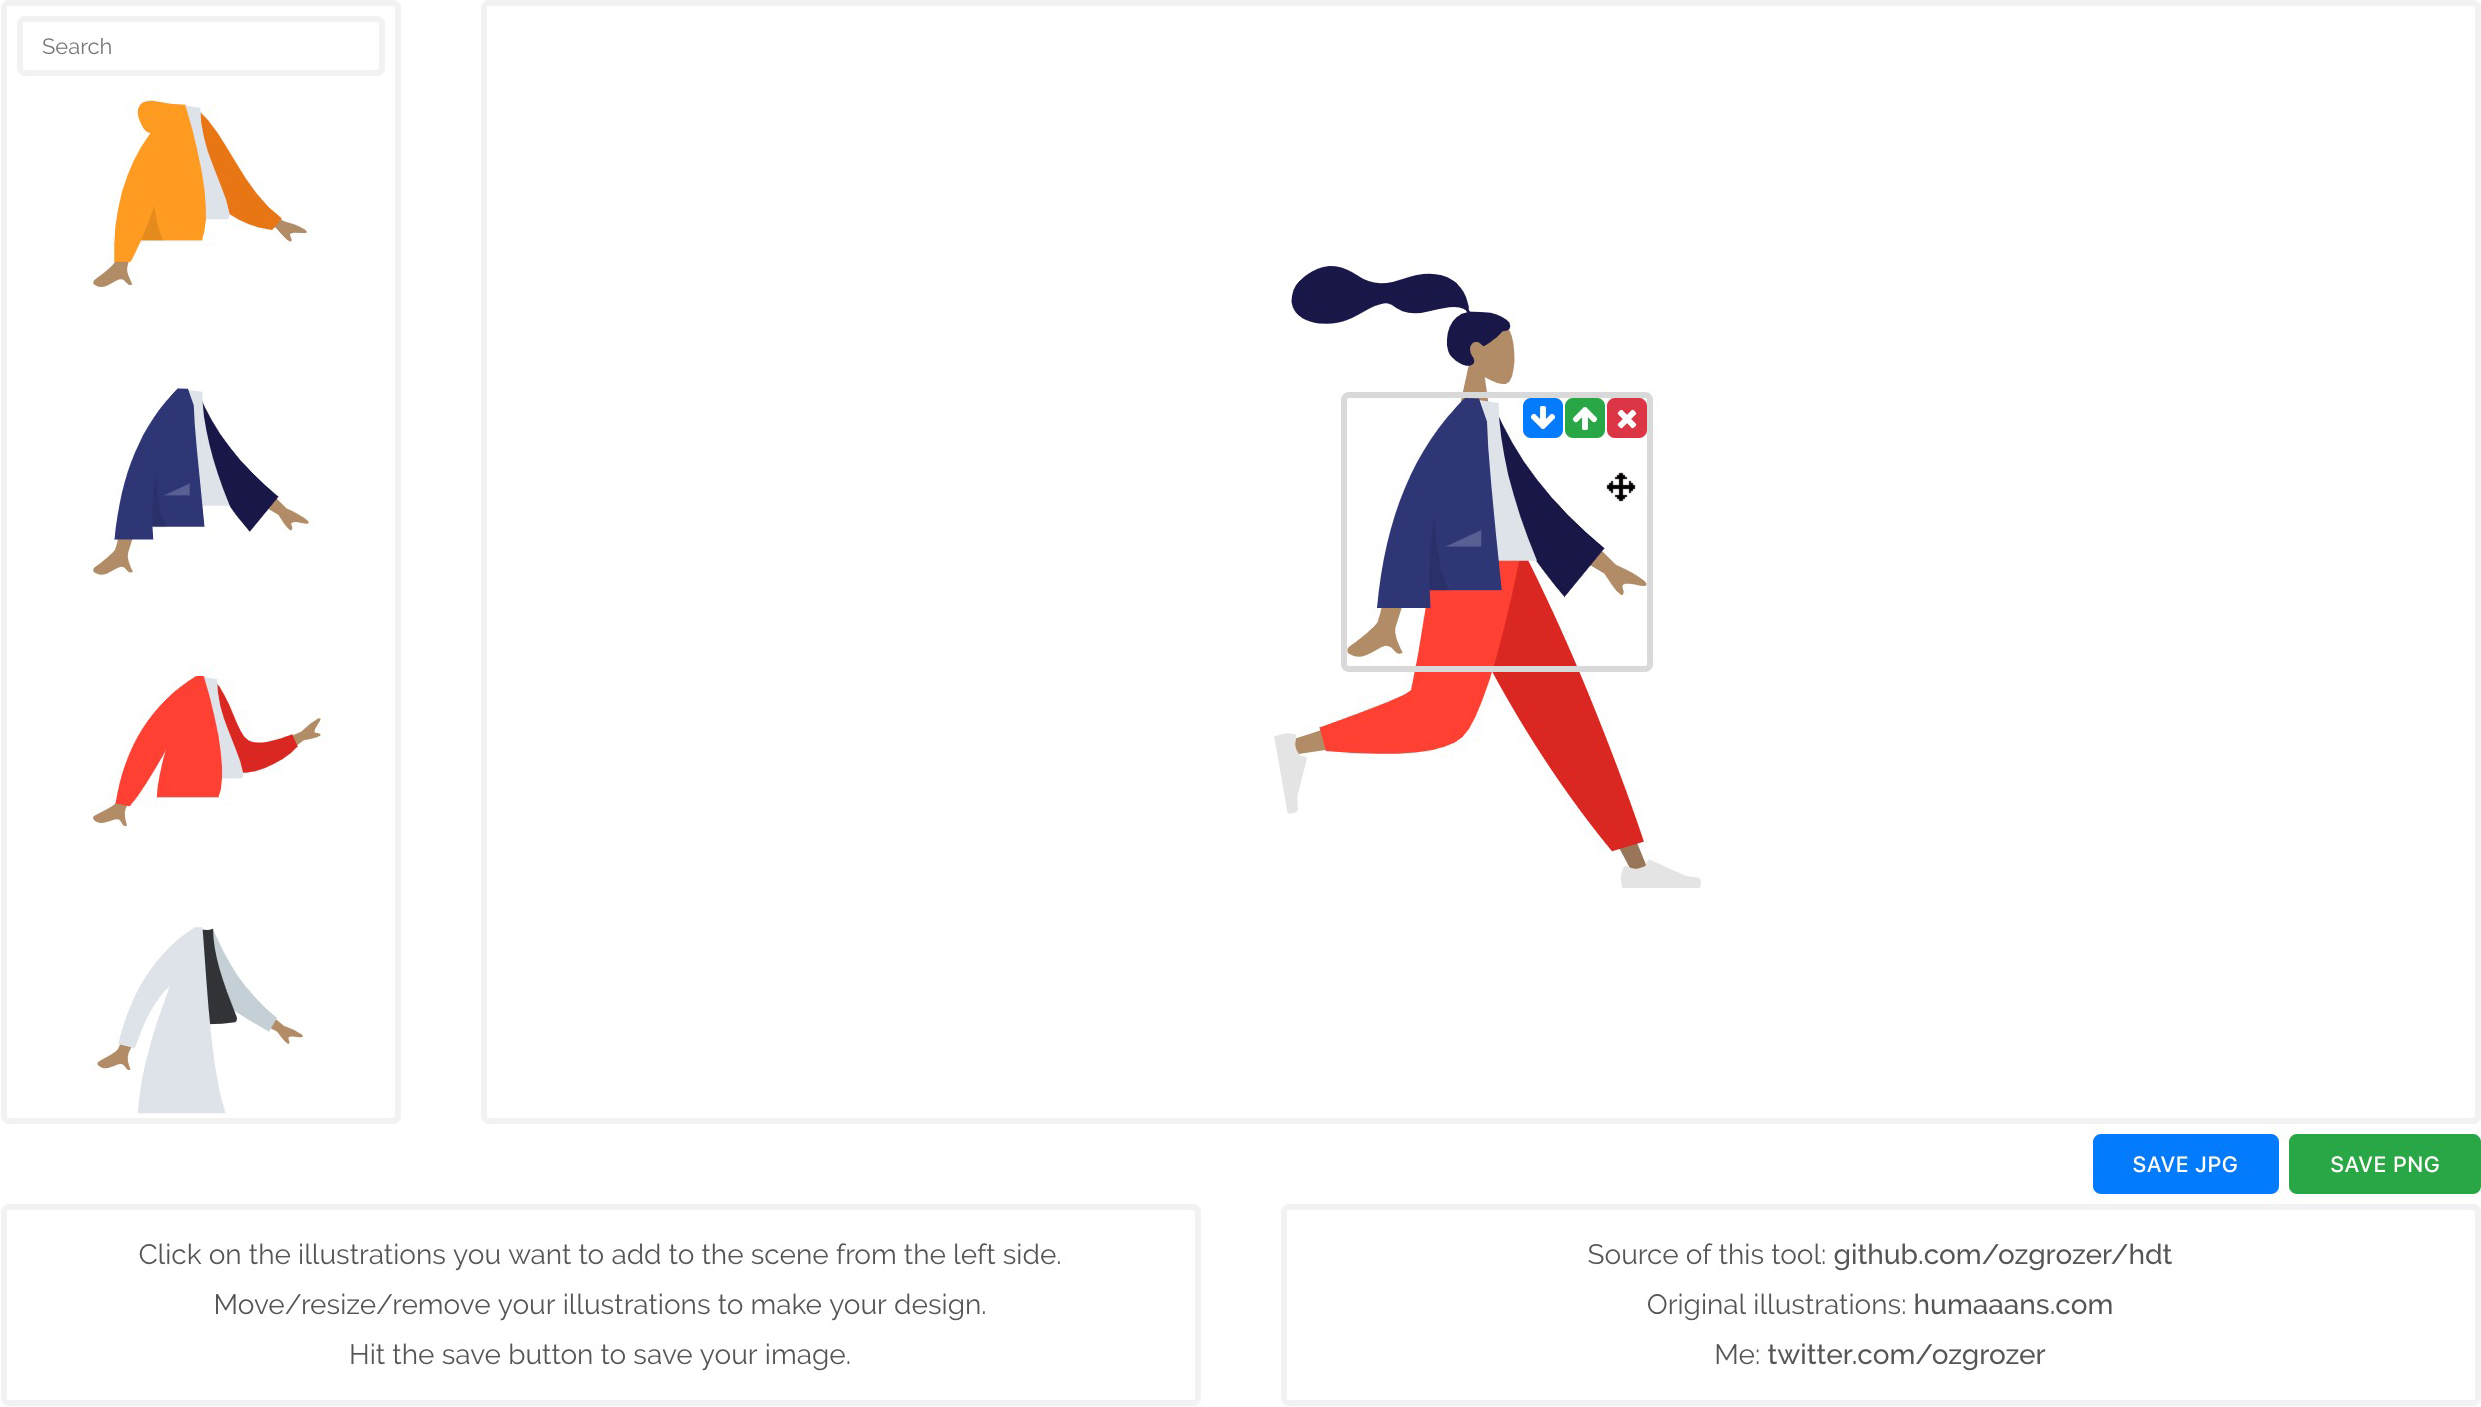 Search
SAVE JPG
SAVE PNG
Click on the illustrations you want to add to the scene from the left side.
Move/resize/remove your illustrations to make your design.
Hit the save button to save your image.
Source of this tool: github.com/ozgrozer/hdt
Original illustrations: humaaans.com
Me: twitter.com/ozgrozer